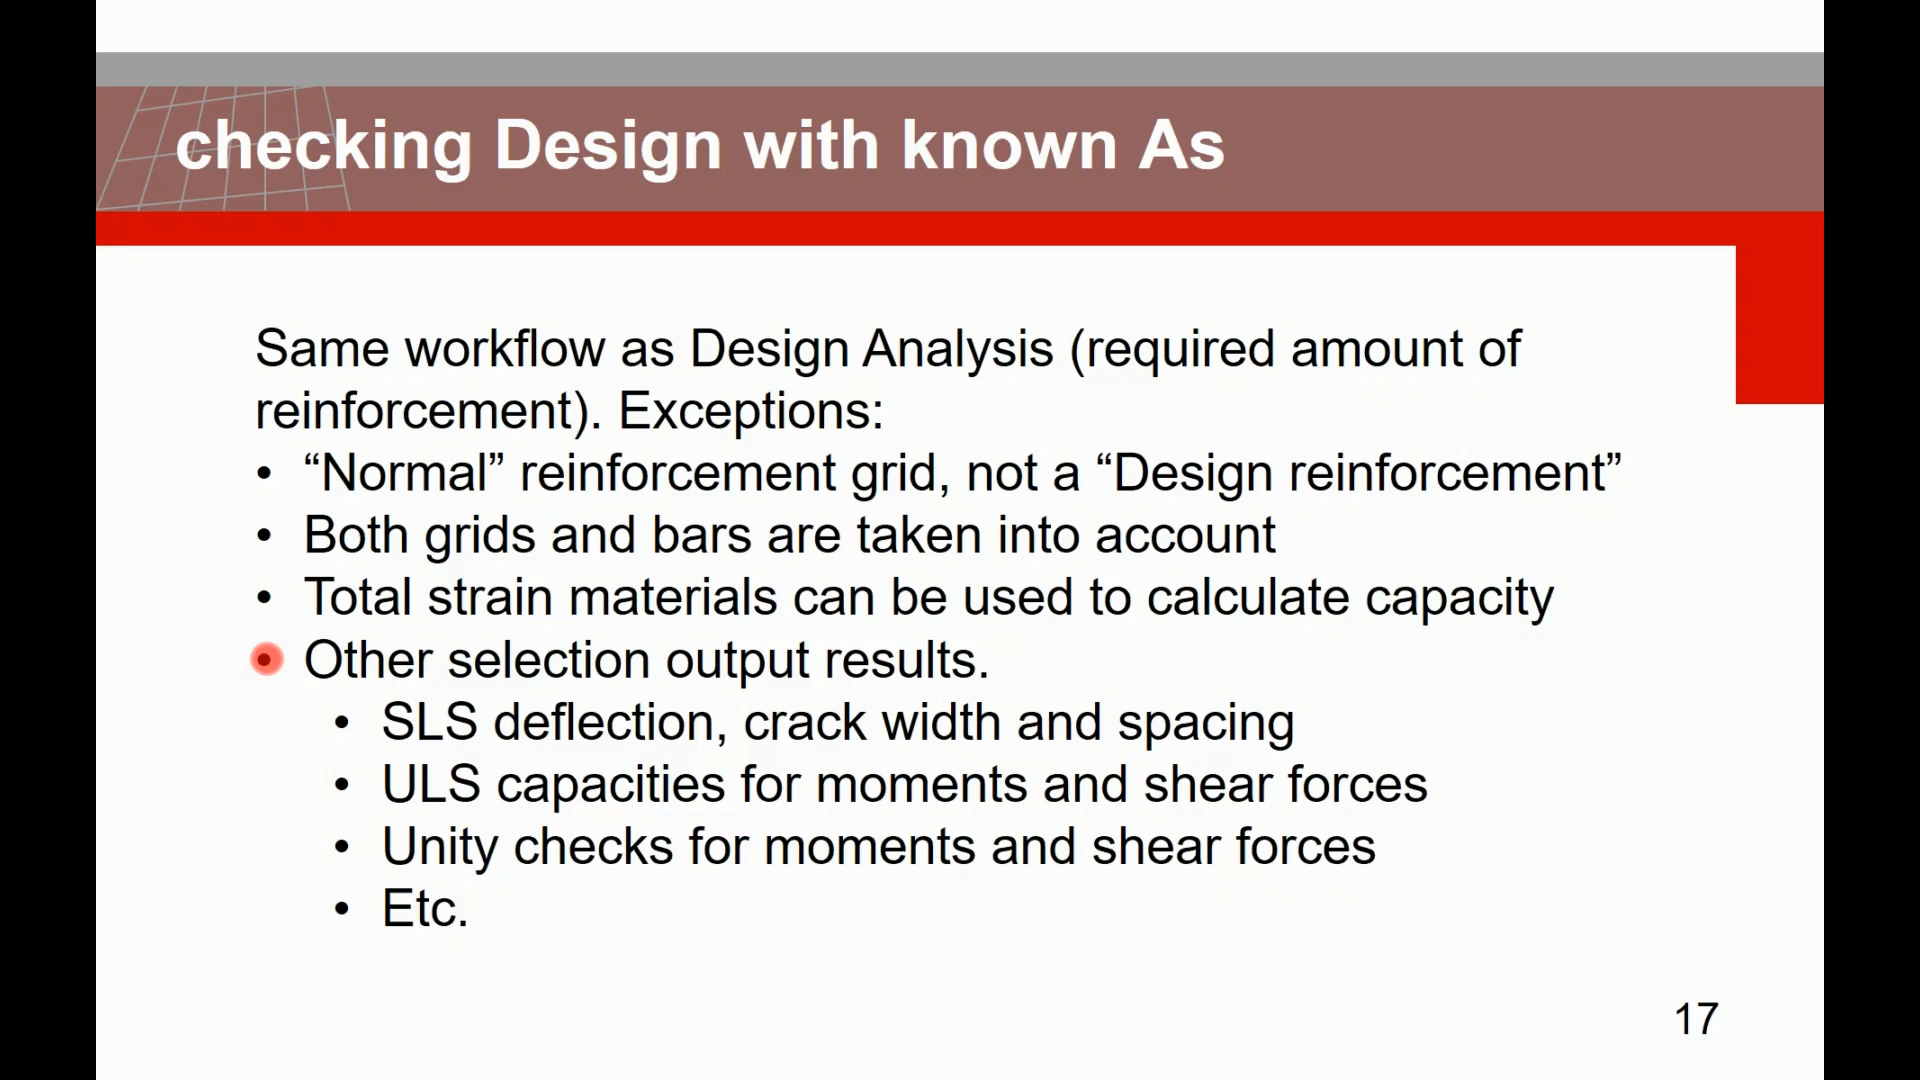 checking Design with known As
Same workflow as Design Analysis (required amount of
reinforcement). Exceptions:
• “Normal” reinforcement grid, not a “Design reinforcement”
• Both grids and bars are taken into account
• Total strain materials can be used to calculate capacity
• Other selection output results.
• SLS deflection, crack width and spacing
• ULS capacities for moments and shear forces
• Unity checks for moments and shear forces
• Etc.
17